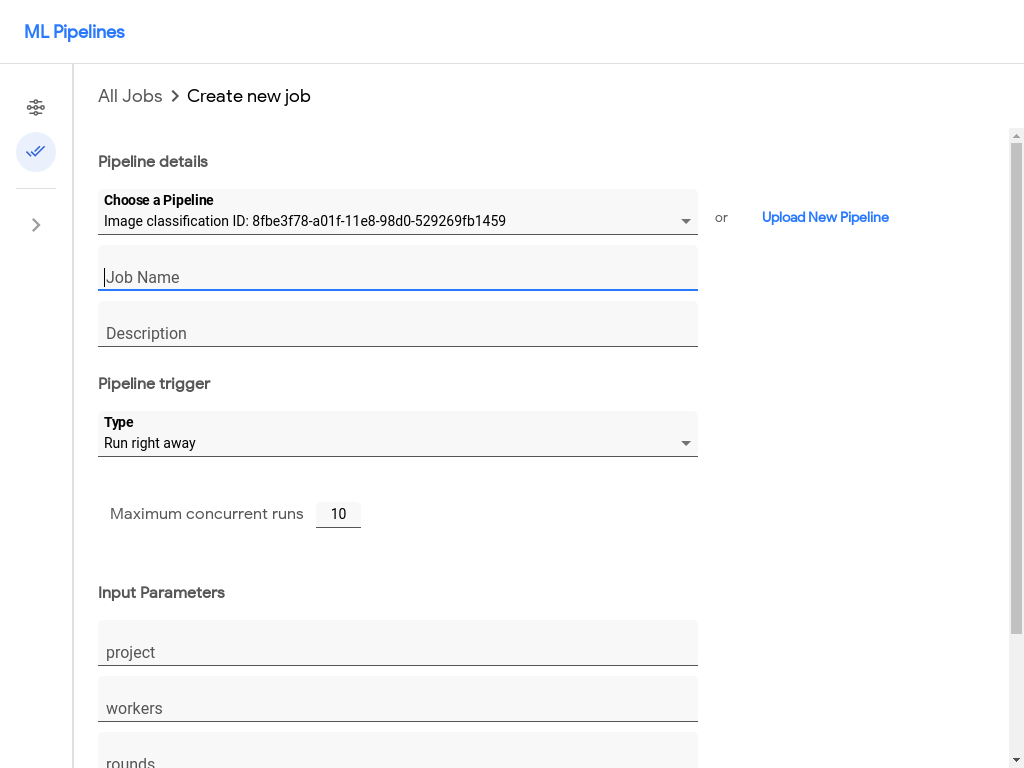 ML Pipelines
All Jobs > Create new job
Pipeline details
Choose a Pipeline
Image classification ID: 8fbe3f78-a01f-11e8-98d0-529269fb1459
or
Upload New Pipeline
Job Name
Description
Pipeline trigger
Type
Run right away
Maximum concurrent runs 10
Input Parameters
project
workers
rounds